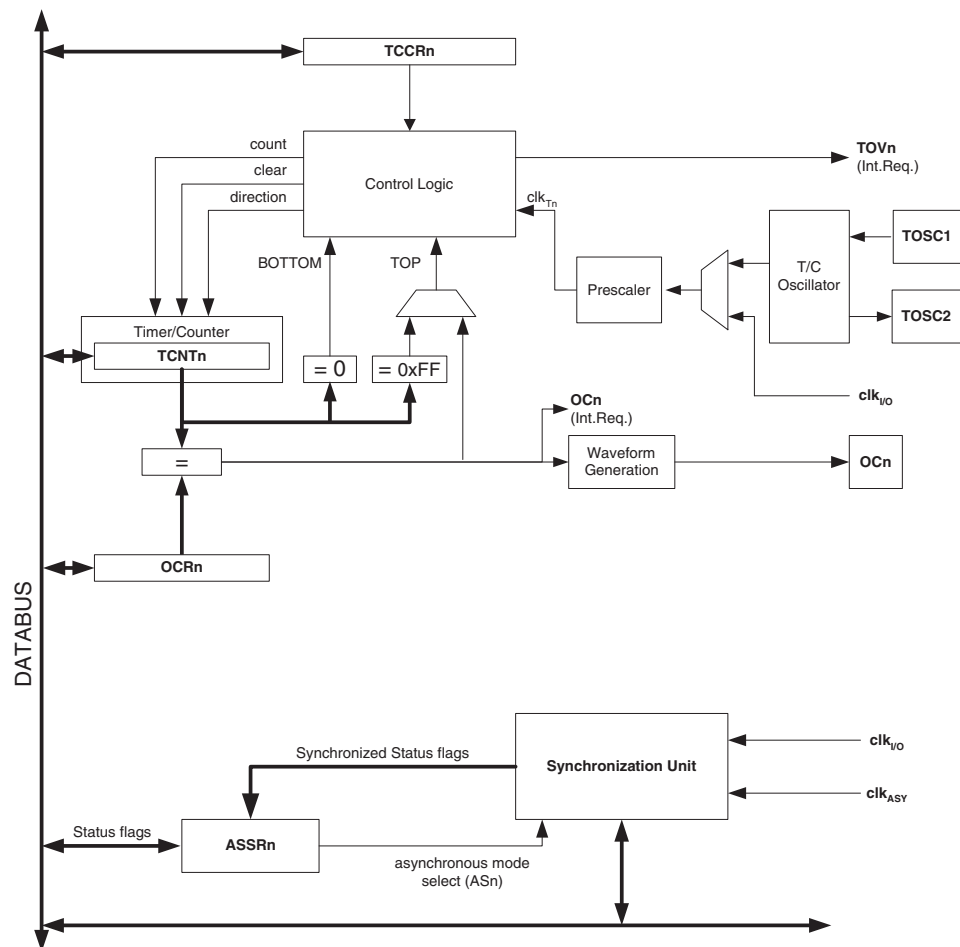 TCCRn
count
clear
direction
Control Logic
TOVn
(Int.Req.)
clkTn
BOTTOM
TOP
Prescaler
T/C
Oscillator
TOSC1
TOSC2
Timer/Counter
TCNTn
= 0
= 0xFF
clkI/O
OCn
(Int.Req.)
=
Waveform
Generation
OCn
OCRn
DATABUS
Synchronized Status flags
Synchronization Unit
clkI/O
clkASY
Status flags
ASSRn
asynchronous mode
select (ASn)